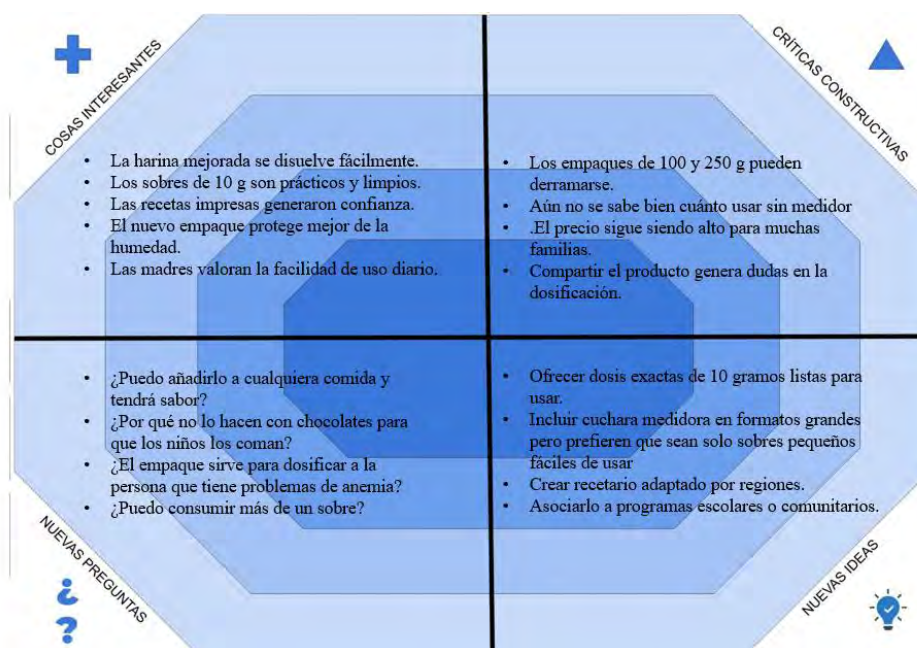 COSAS INTERESANTES
• La harina mejorada se disuelve fácilmente.
• Los sobres de 10 g son prácticos y limpios.
• Las recetas impresas generaron confianza.
• El nuevo empaque protege mejor de la
humedad.
• Las madres valoran la facilidad de uso diario.
CRÍTICAS CONSTRUCTIVAS
• Los empaques de 100 y 250 g pueden
derramarse.
• Aún no se sabe bien cuánto usar sin medidor
• .El precio sigue siendo alto para muchas
familias.
• Compartir el producto genera dudas en la
dosificación.
• ¿Puedo añadirlo a cualquiera comida y
tendrá sabor?
• ¿Por qué no lo hacen con chocolates para
que los niños los coman?
• ¿El empaque sirve para dosificar a la
persona que tiene problemas de anemia?
• ¿Puedo consumir más de un sobre?
NUEVAS PREGUNTAS
¿
?
• Ofrecer dosis exactas de 10 gramos listas para
usar.
• Incluir cuchara medidora en formatos grandes
pero prefieren que sean solo sobres pequeños
fáciles de usar
• Crear recetario adaptado por regiones.
• Asociarlo a programas escolares o comunitarios.
NUEVAS IDEAS